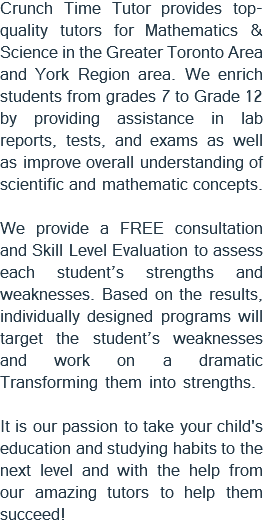 Crunch Time Tutor provides top-
quality tutors for Mathematics &
Science in the Greater Toronto Area
and York Region area. We enrich
students from grades 7 to Grade 12
by providing assistance in lab
reports, tests, and exams as well
as improve overall understanding of
scientific and mathematic concepts.

We provide a FREE consultation
and Skill Level Evaluation to assess
each student’s strengths and
weaknesses. Based on the results,
individually designed programs will
target the student’s weaknesses
and work on a dramatic
Transforming them into strengths.

It is our passion to take your child's
education and studying habits to the
next level and with the help from
our amazing tutors to help them
succeed!